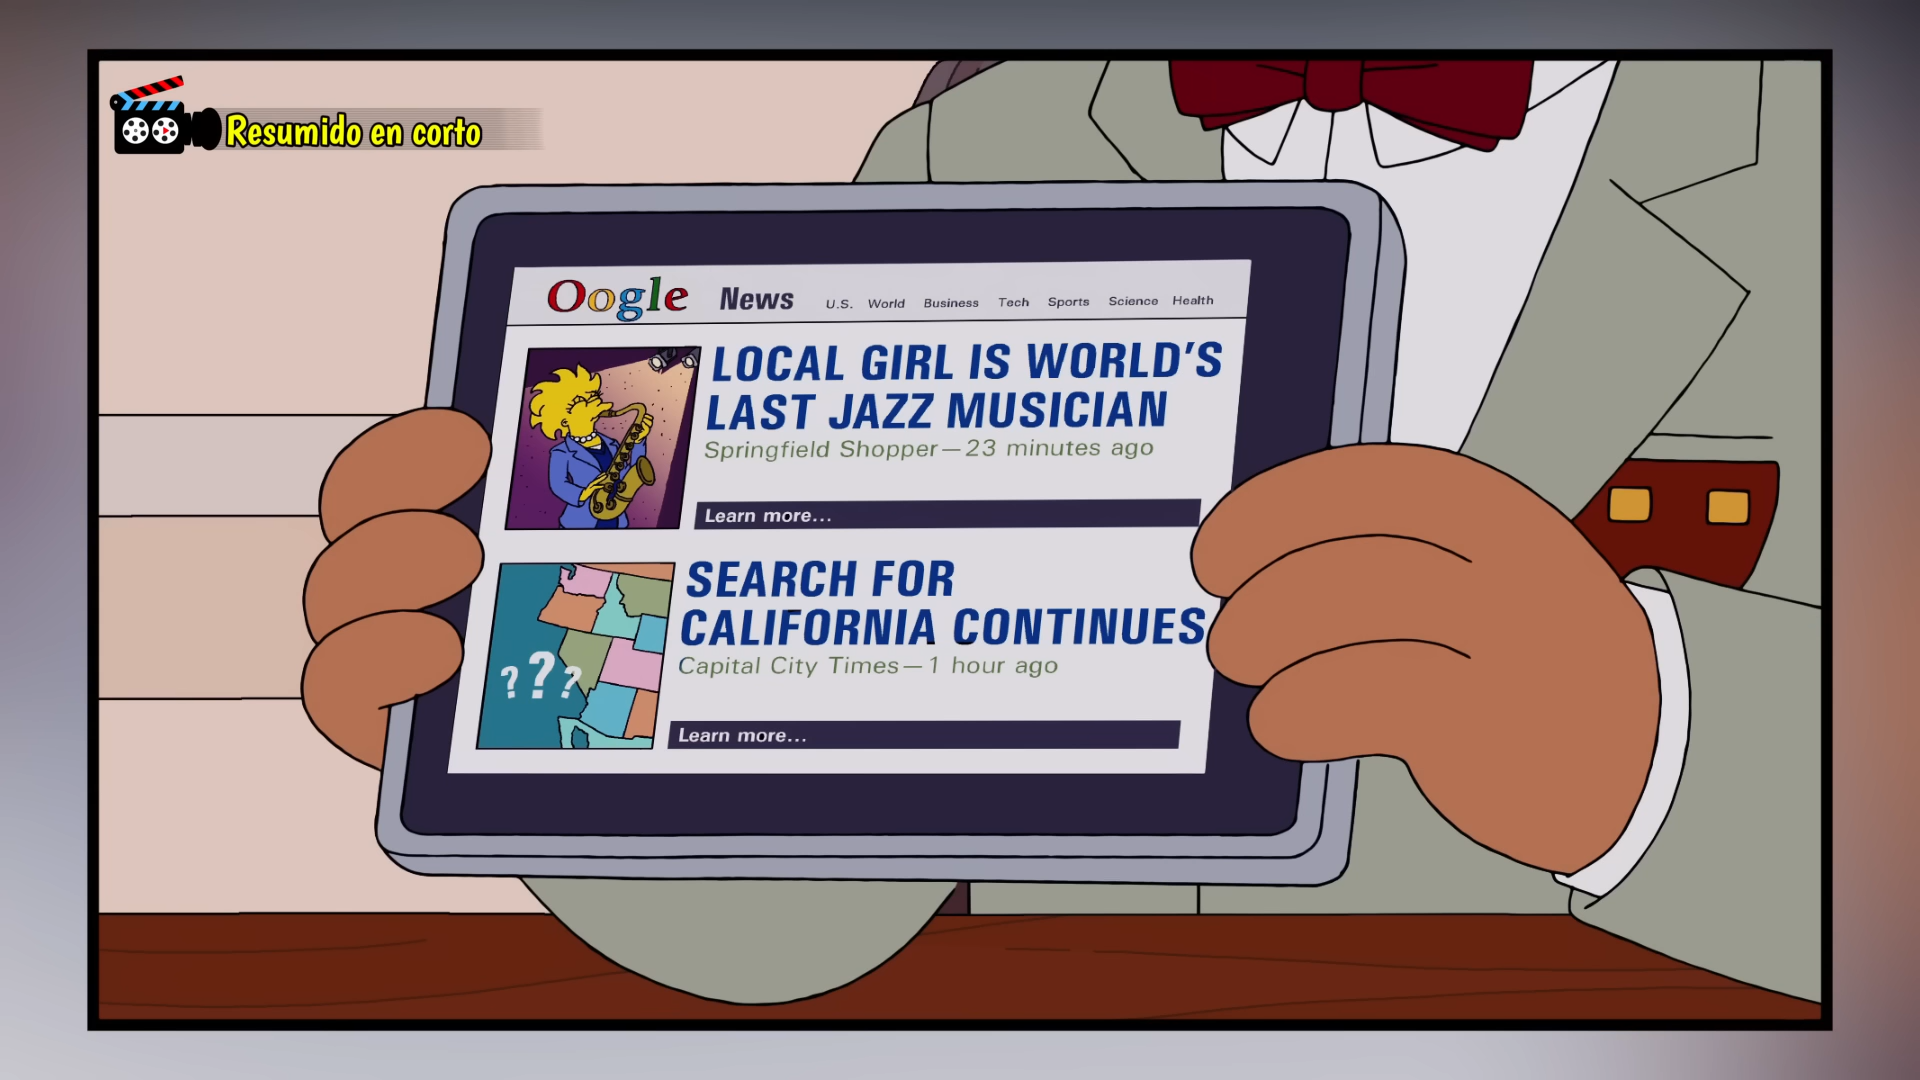 Resumido en corto
Oogle News U.S. World Business Tech Sports Science Health
LOCAL GIRL IS WORLD'S
LAST JAZZ MUSICIAN
Springfield Shopper—23 minutes ago
Learn more...
SEARCH FOR
CALIFORNIA CONTINUES
Capital City Times—1 hour ago
Learn more...
???